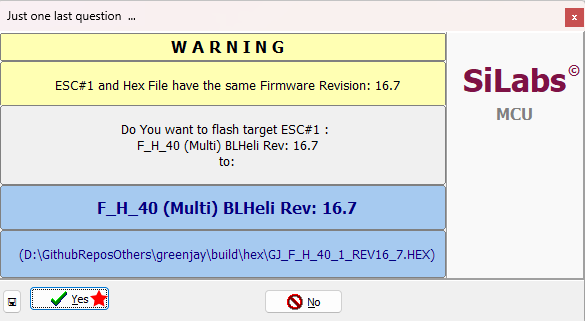 Just one last question ...
x
W A R N I N G
ESC#1 and Hex File have the same Firmware Revision: 16.7
Do You want to flash target ESC#1 :
F_H_40 (Multi) BLHeli Rev: 16.7
to:
F_H_40 (Multi) BLHeli Rev: 16.7
(D:\GithubReposOthers\greenjay\build\hex\GJ_F_H_40_1_REV16_7.HEX)
SiLabs©
MCU
Yes
No